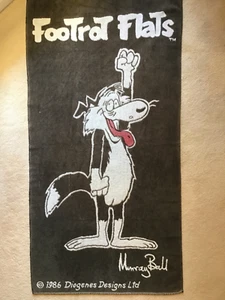 FooTRoT FLaTS
TM
Murray Ball
© 1986 Diogenes Designs Ltd